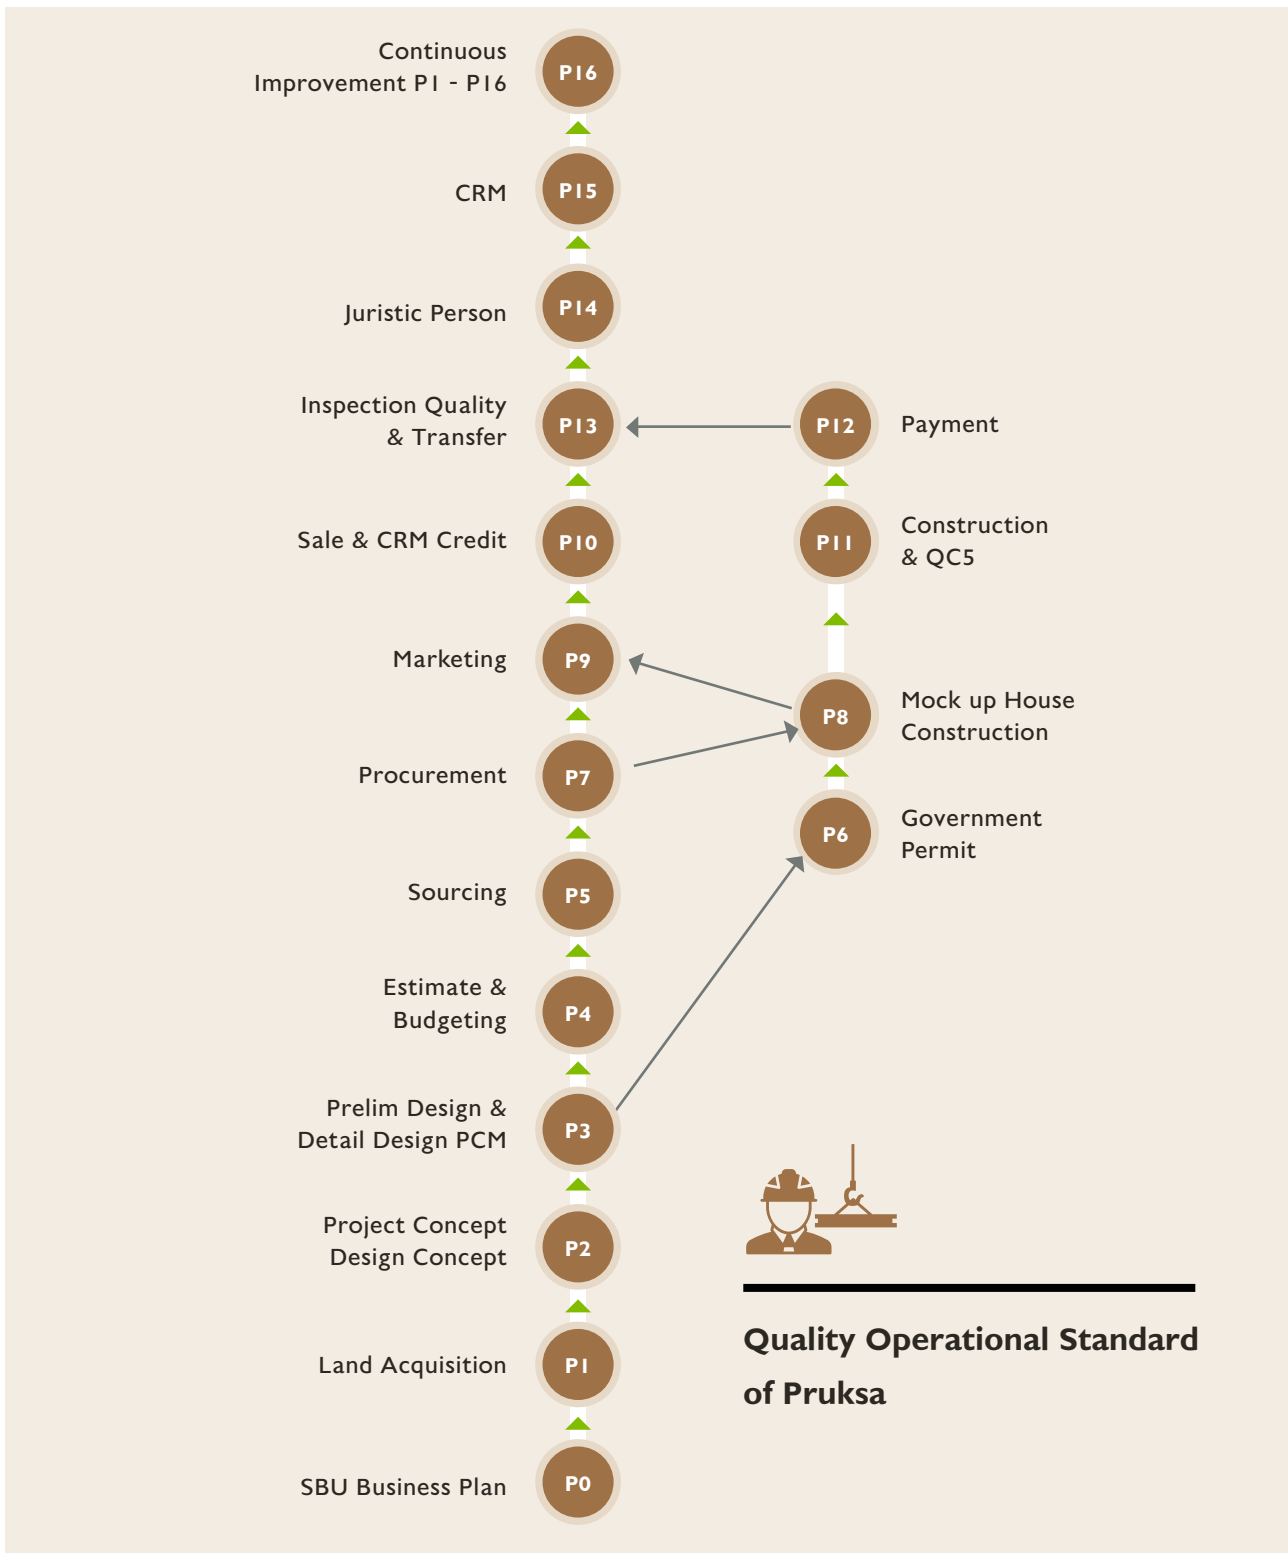 Continuous
Improvement P1 - P16
P16
CRM
P15
Juristic Person
P14
Inspection Quality
& Transfer
P13
P12
Payment
Sale & CRM Credit
P10
P11
Construction
& QC5
Marketing
P9
P8
Mock up House
Construction
Procurement
P7
P6
Government
Permit
Sourcing
P5
Estimate &
Budgeting
P4
Prelim Design &
Detail Design PCM
P3
Project Concept
Design Concept
P2
Land Acquisition
P1
SBU Business Plan
P0
Quality Operational Standard
of Pruksa